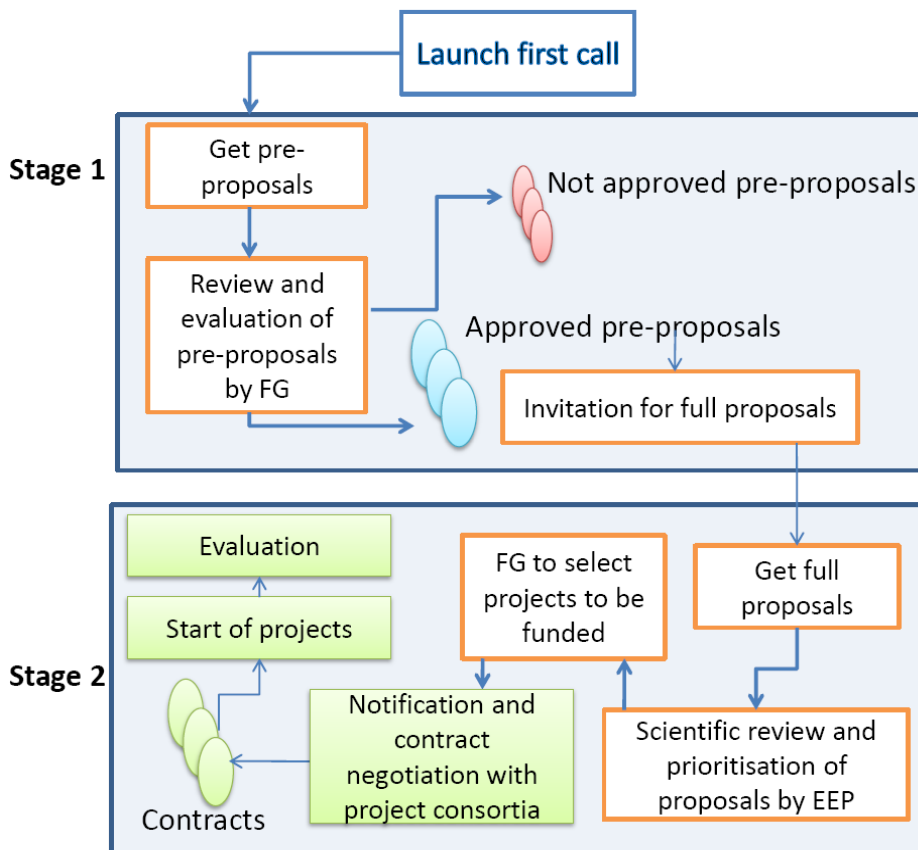 Launch first call
Stage 1
Get pre-
proposals
Not approved pre-proposals
Review and
evaluation of
pre-proposals
by FG
Approved pre-proposals
Invitation for full proposals
Stage 2
Evaluation
FG to select
projects to be
funded
Get full
proposals
Start of projects
Notification and
contract
negotiation with
project consortia
Scientific review and
prioritisation of
proposals by EEP
Contracts